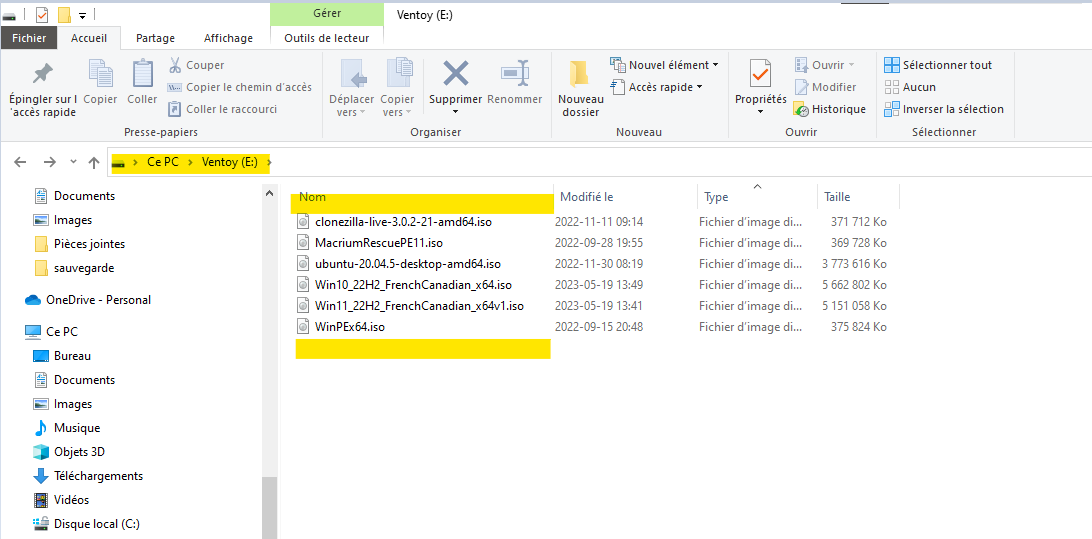 Gérer
Ventoy (E:)
Fichier
Accueil
Partage
Affichage
Outils de lecteur
Épingler sur l'accès rapide
Copier
Coller
Couper
Copier le chemin d'accès
Coller le raccourci
Presse-papiers
Déplacer vers
Copier vers
Supprimer
Renommer
Organiser
Nouveau dossier
Nouvel élément
Accès rapide
Nouveau
Propriétés
Ouvrir
Modifier
Historique
Ouvrir
Sélectionner tout
Aucun
Inverser la sélection
Sélectionner
Ce PC > Ventoy (E:) >
Documents
Images
Pièces jointes
sauvegarde
OneDrive - Personal
Ce PC
Bureau
Documents
Images
Musique
Objets 3D
Téléchargements
Vidéos
Disque local (C:)
Nom Modifié le Type Taille
clonezilla-live-3.0.2-21-amd64.iso 2022-11-11 09:14 Fichier d'image di... 371 712 Ko
MacriumRescuePE11.iso 2022-09-28 19:55 Fichier d'image di... 369 728 Ko
ubuntu-20.04.5-desktop-amd64.iso 2022-11-30 08:19 Fichier d'image di... 3 773 616 Ko
Win10_22H2_FrenchCanadian_x64.iso 2023-05-19 13:49 Fichier d'image di... 5 662 802 Ko
Win11_22H2_FrenchCanadian_x64v1.iso 2023-05-19 13:41 Fichier d'image di... 5 151 058 Ko
WinPEx64.iso 2022-09-15 20:48 Fichier d'image di... 375 824 Ko